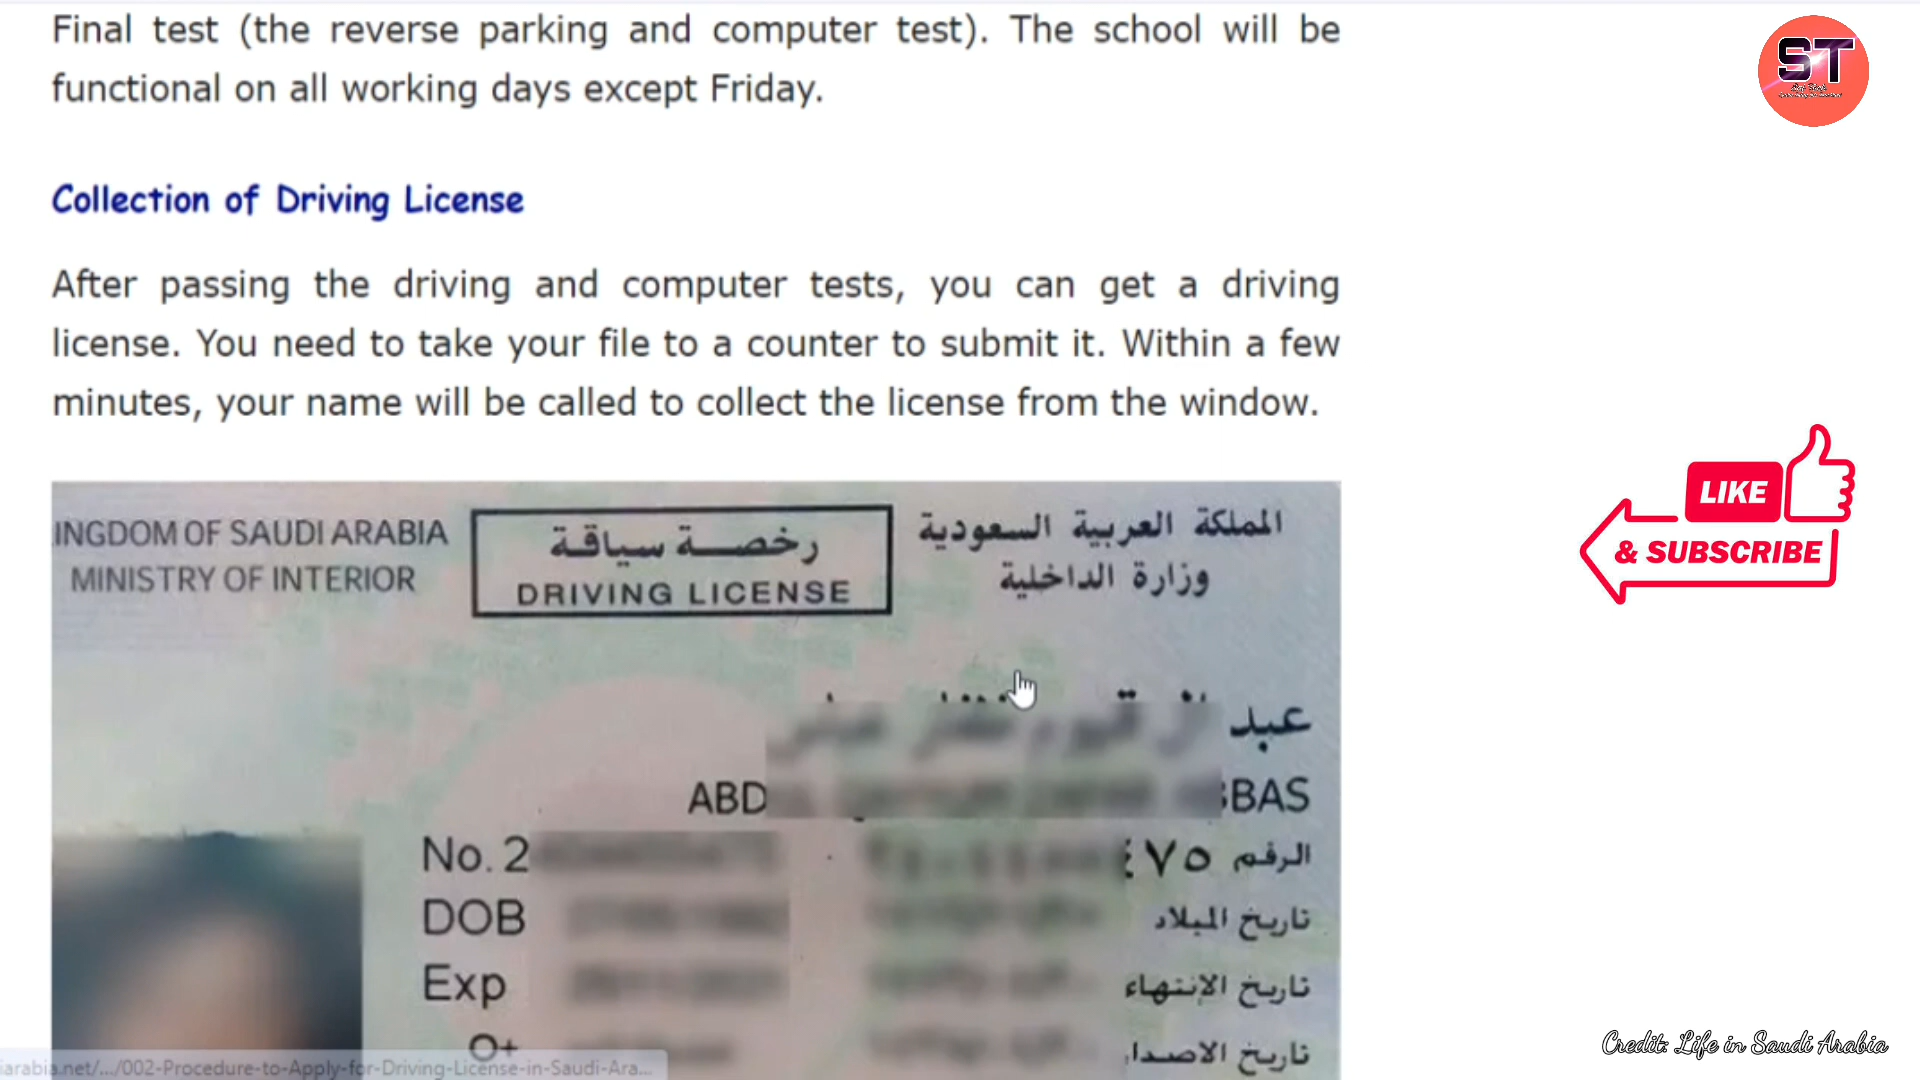 Final test (the reverse parking and computer test). The school will be
functional on all working days except Friday.
ST
Collection of Driving License
After passing the driving and computer tests, you can get a driving
license. You need to take your file to a counter to submit it. Within a few
minutes, your name will be called to collect the license from the window.
LIKE
& SUBSCRIBE
INGDOM OF SAUDI ARABIA
MINISTRY OF INTERIOR
رخصة سياقة
DRIVING LICENSE
المملكة العربية السعودية
وزارة الداخلية
عبد
ABD
BBAS
No. 2
٤٧٥ الرقم
DOB
تاريخ الميلاد
Exp
تاريخ الإنتهاء
O+
تاريخ الاصدار
iarabia.net/.../002-Procedure-to-Apply-for-Driving-License-in-Saudi-Ara...
Credit: Life in Saudi Arabia